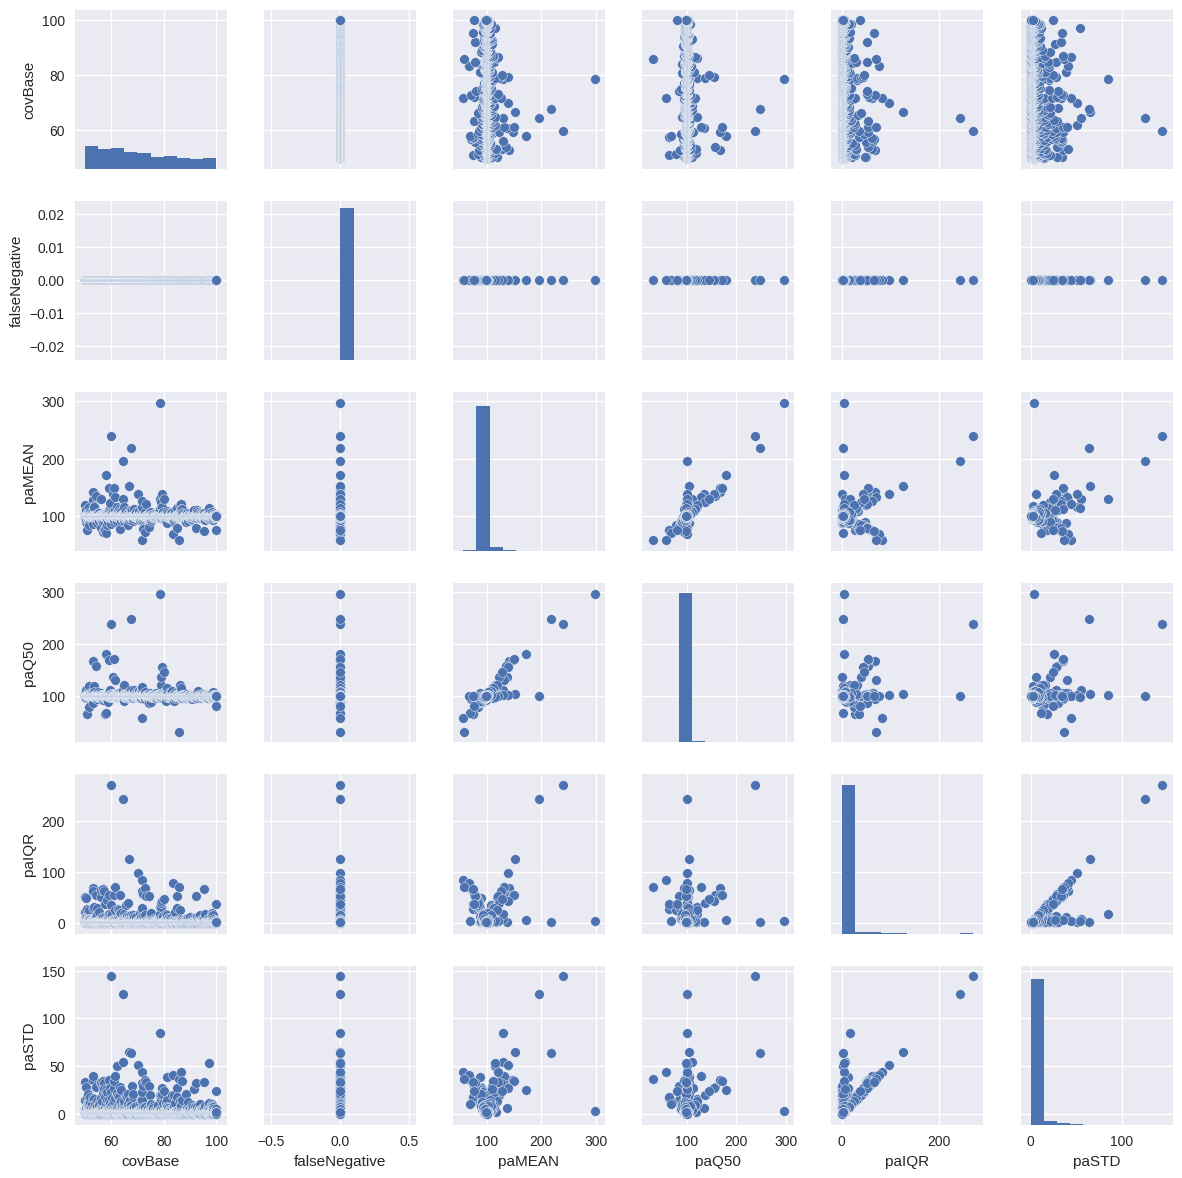 100
80
60
covBase
0.02
0.01
0.00
−0.01
−0.02
falseNegative
300
200
100
paMEAN
300
200
100
paQ50
200
100
0
paIQR
150
100
50
0
paSTD
60 80 100
−0.5 0.0 0.5
100 200 300
100 200 300
0 200
0 100
covBase falseNegative paMEAN paQ50 paIQR paSTD